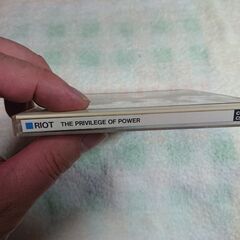 RIOT THE PRIVILEGE OF POWER